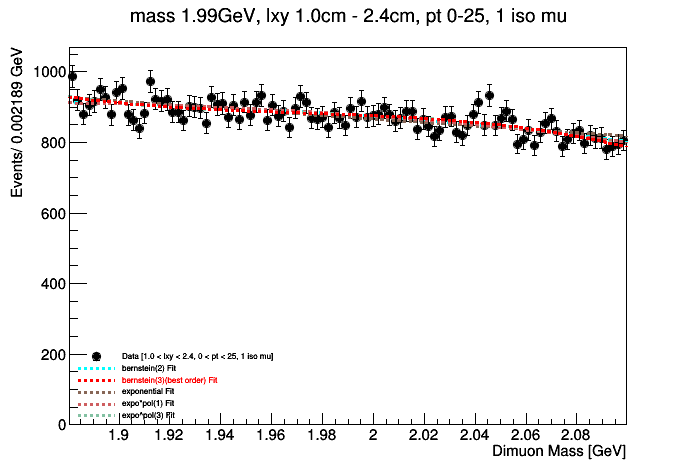 mass 1.99GeV, lxy 1.0cm - 2.4cm, pt 0-25, 1 iso mu
Events/ 0.002189 GeV
1000
800
600
400
200
0
Data [1.0 < lxy < 2.4, 0 < pt < 25, 1 iso mu]
bernstein(2) Fit
bernstein(3)(best order) Fit
exponential Fit
expo*pol(1) Fit
expo*pol(3) Fit
1.9 1.92 1.94 1.96 1.98 2 2.02 2.04 2.06 2.08
Dimuon Mass [GeV]